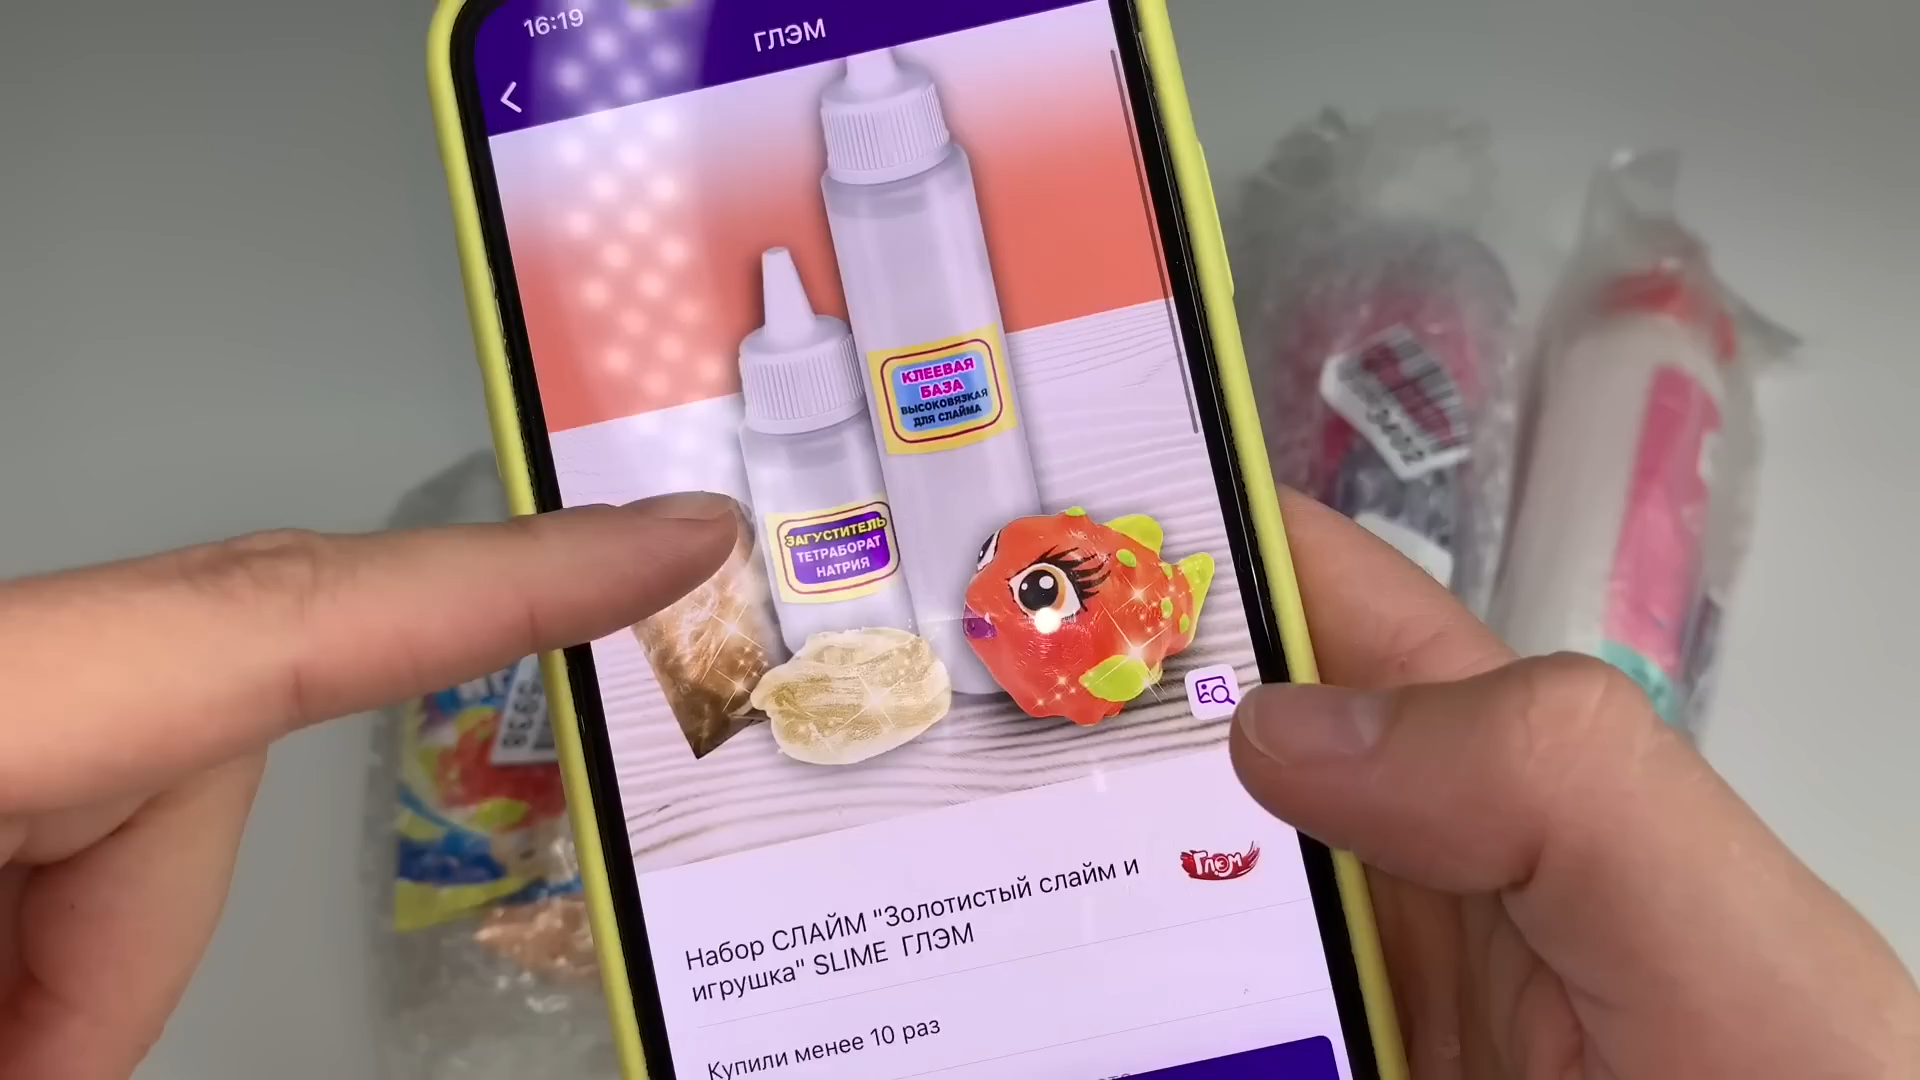 16:19
ГЛЭМ
КЛЕЕВАЯ
БАЗА
ВЫСОКОВЯЗКАЯ
ДЛЯ СЛАЙМА
ЗАГУСТИТЕЛЬ
ТЕТРАБОРАТ
НАТРИЯ
Глэм
Набор СЛАЙМ "Золотистый слайм и
игрушка" SLIME ГЛЭМ
Купили менее 10 раз